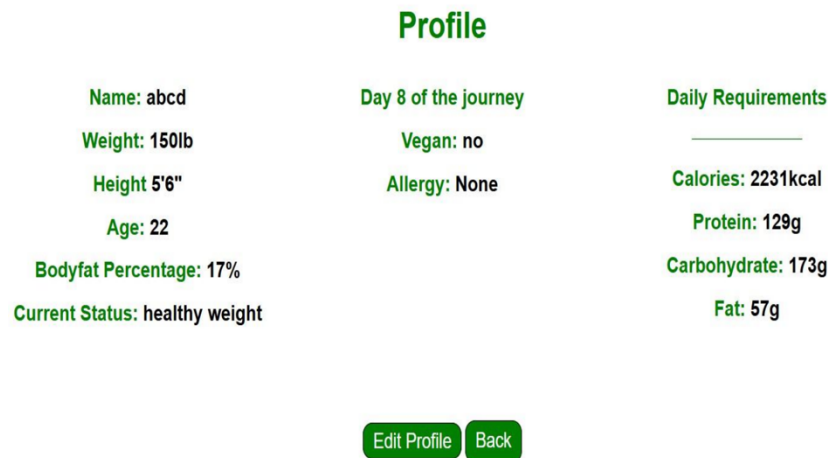 Profile
Name: abcd
Weight: 150lb
Height 5'6"
Age: 22
Bodyfat Percentage: 17%
Current Status: healthy weight
Day 8 of the journey
Vegan: no
Allergy: None
Daily Requirements
Calories: 2231kcal
Protein: 129g
Carbohydrate: 173g
Fat: 57g
Edit Profile
Back